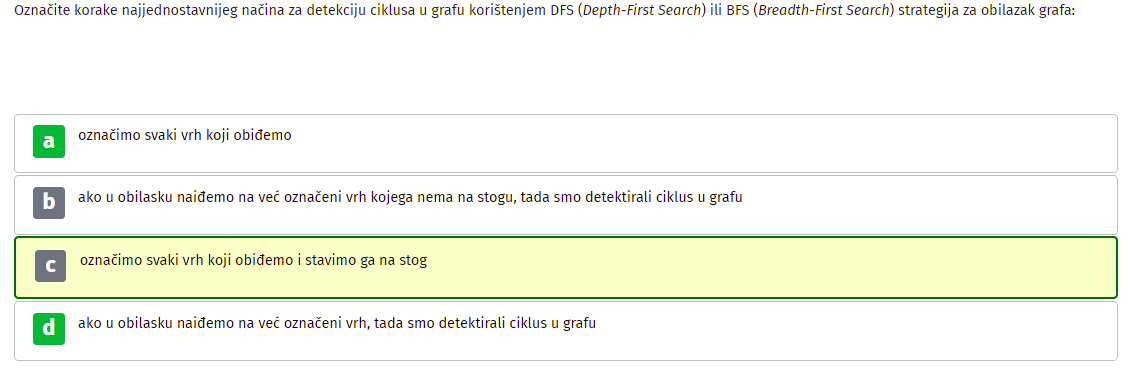 Označite korake najjednostavnijeg načina za detekciju ciklusa u grafu korištenjem DFS (Depth-First Search) ili BFS (Breadth-First Search) strategija za obilazak grafa:
a označimo svaki vrh koji obiđemo
b ako u obilasku naiđemo na već označeni vrh kojega nema na stogu, tada smo detektirali ciklus u grafu
c označimo svaki vrh koji obiđemo i stavimo ga na stog
d ako u obilasku naiđemo na već označeni vrh, tada smo detektirali ciklus u grafu